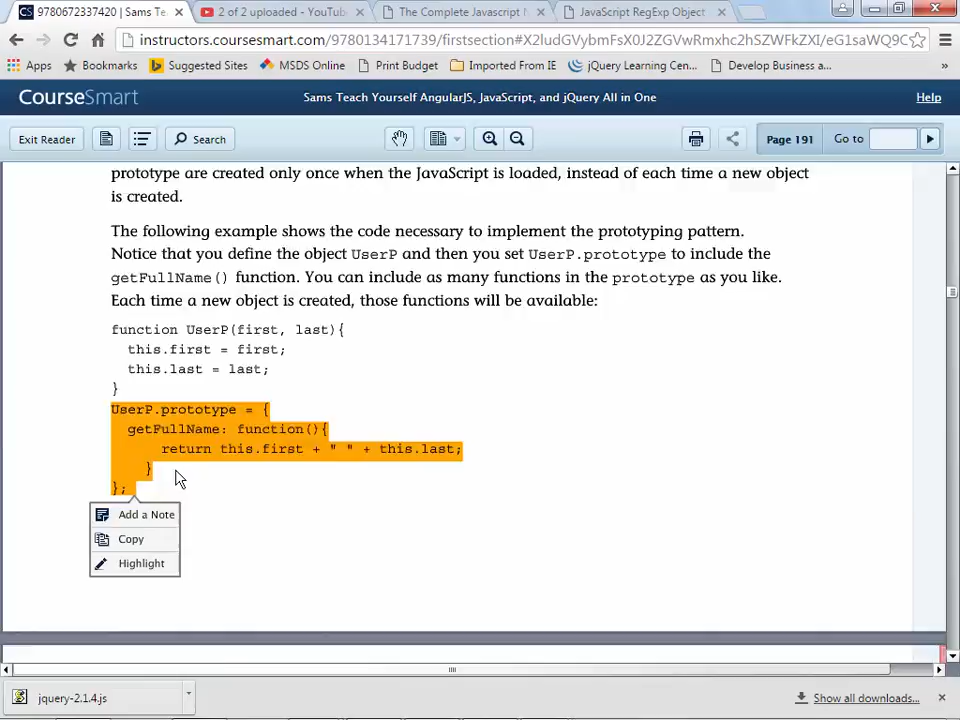 9780672337420 | Sams Te
2 of 2 uploaded - YouTub
The Complete Javascript N
JavaScript RegExp Object
instructors.coursesmart.com/9780134171739/firstsection#X2ludGVybmFsX0J2ZGVwRmxhc2hSZWFkZXI/eG1saWQ9C
Apps
Bookmarks
Suggested Sites
MSDS Online
Print Budget
Imported From IE
jQuery Learning Cen...
Develop Business a...
»
CourseSmart
Sams Teach Yourself AngularJS, JavaScript, and jQuery All in One
Help
Exit Reader
Search
Page 191
Go to
prototype are created only once when the JavaScript is loaded, instead of each time a new object
is created.
The following example shows the code necessary to implement the prototyping pattern.
Notice that you define the object UserP and then you set UserP.prototype to include the
getFullName() function. You can include as many functions in the prototype as you like.
Each time a new object is created, those functions will be available:
function UserP(first, last){
this.first = first;
this.last = last;
}
UserP.prototype = {
getFullName: function(){
return this.first + " " + this.last;
}
};
Add a Note
Copy
Highlight
jquery-2.1.4.js
Show all downloads...